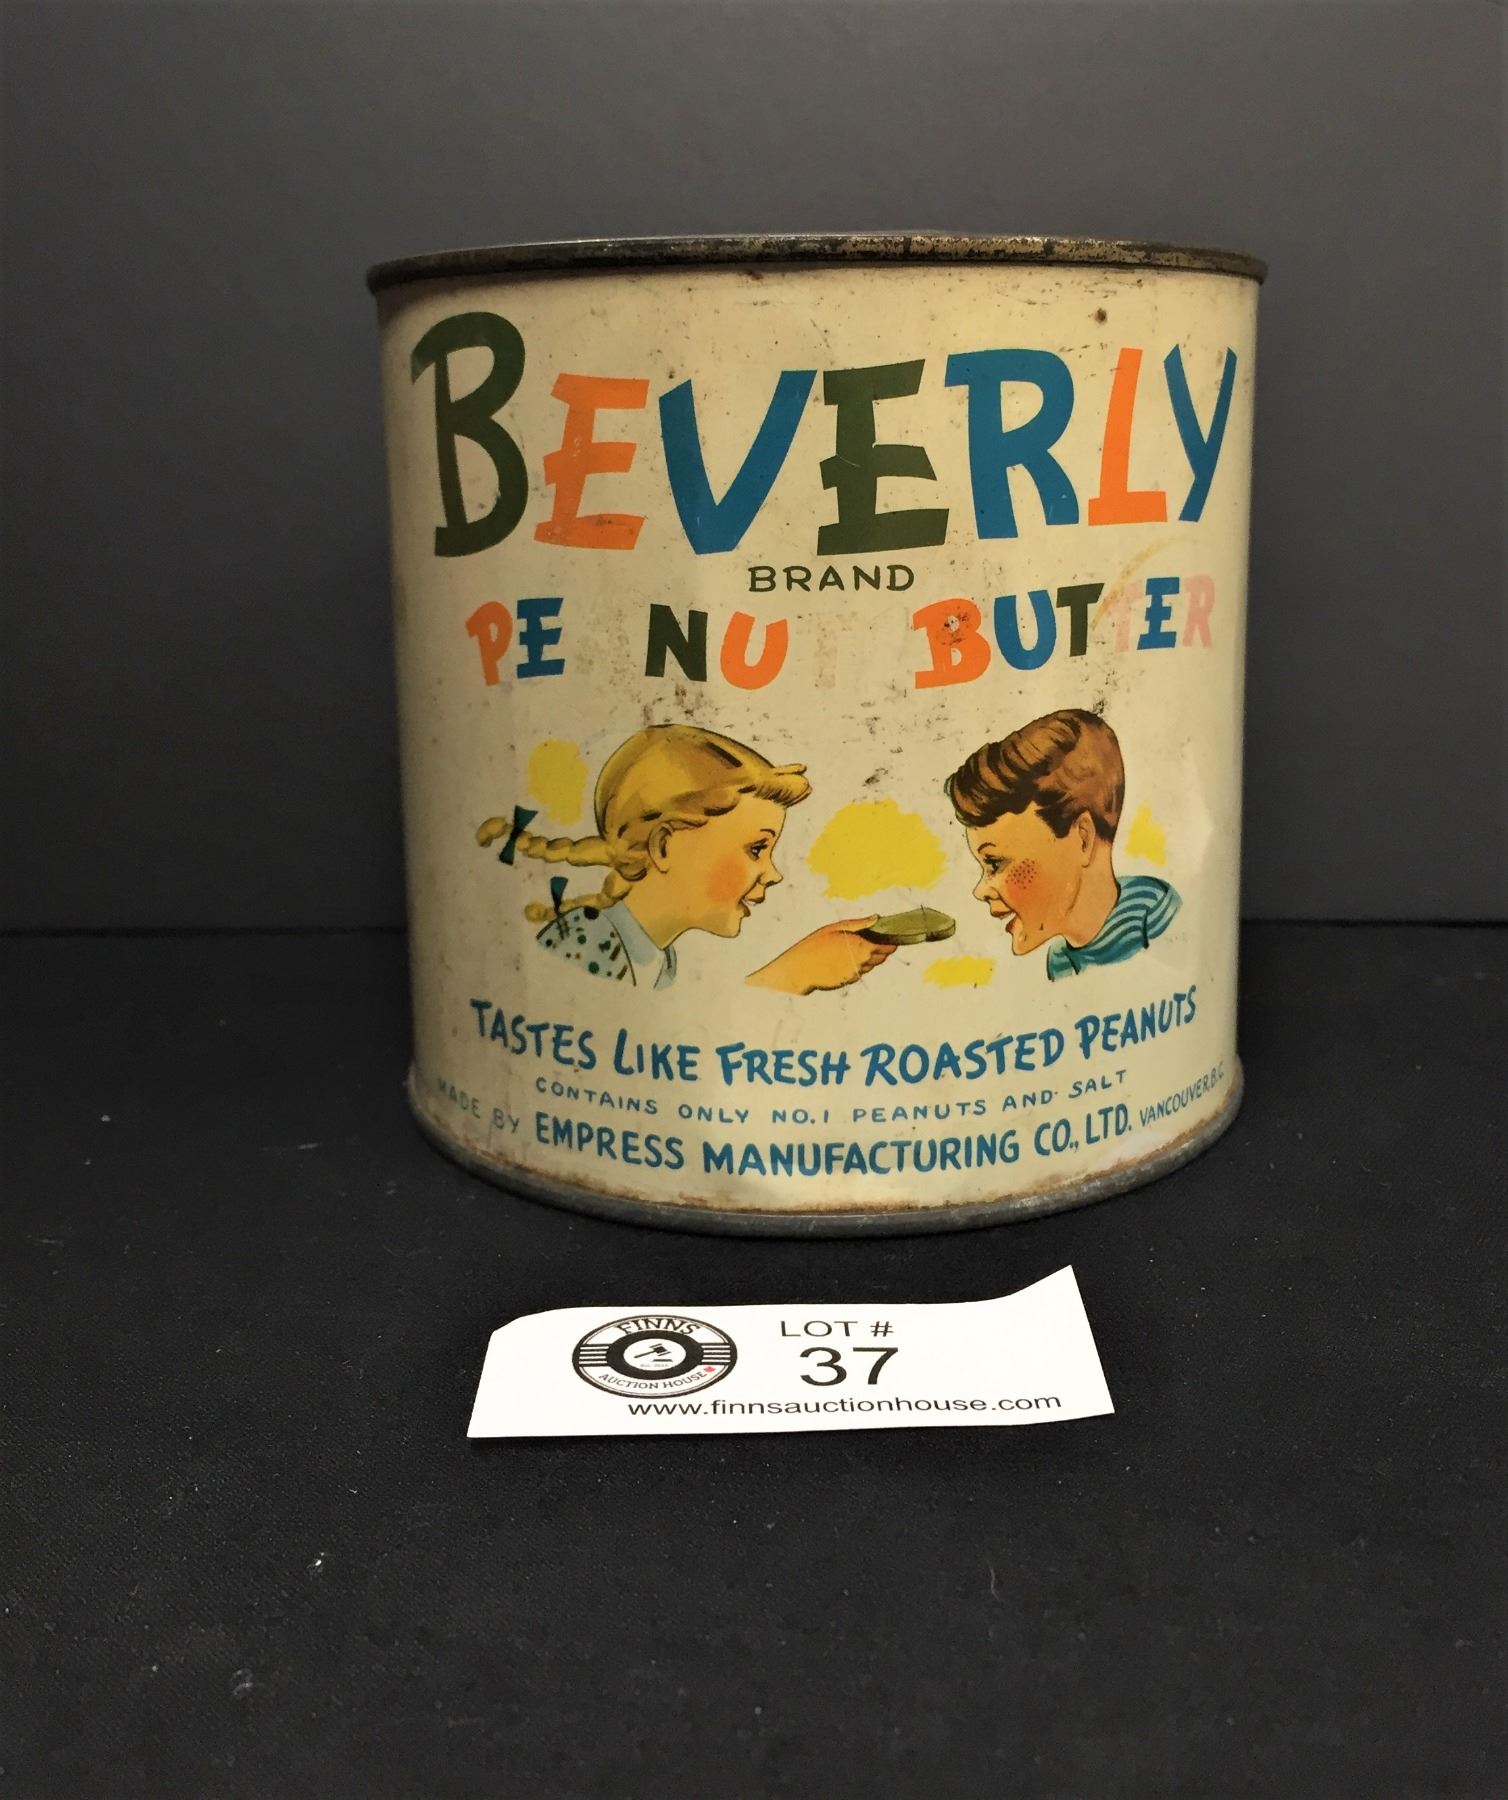 BEVERLY
BRAND
PE NU BUTTER
TASTES LIKE FRESH ROASTED PEANUTS
CONTAINS ONLY NO.1 PEANUTS AND SALT
MADE BY EMPRESS MANUFACTURING CO., LTD. VANCOUVER, B.C.
FINNS
AUCTION HOUSE
LOT #
37
www.finnsauctionhouse.com